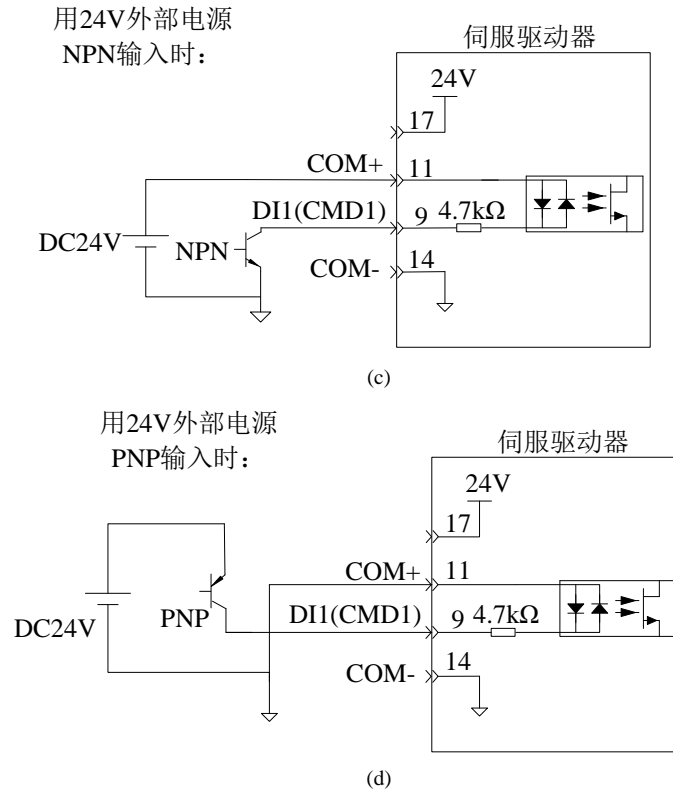 用24V外部电源
NPN输入时：
伺服驱动器
24V
17
COM+
11
DI1(CMD1)
9
4.7kΩ
DC24V
NPN
COM-
14
(c)
用24V外部电源
PNP输入时：
伺服驱动器
24V
17
COM+
11
DI1(CMD1)
9
4.7kΩ
DC24V
PNP
COM-
14
(d)